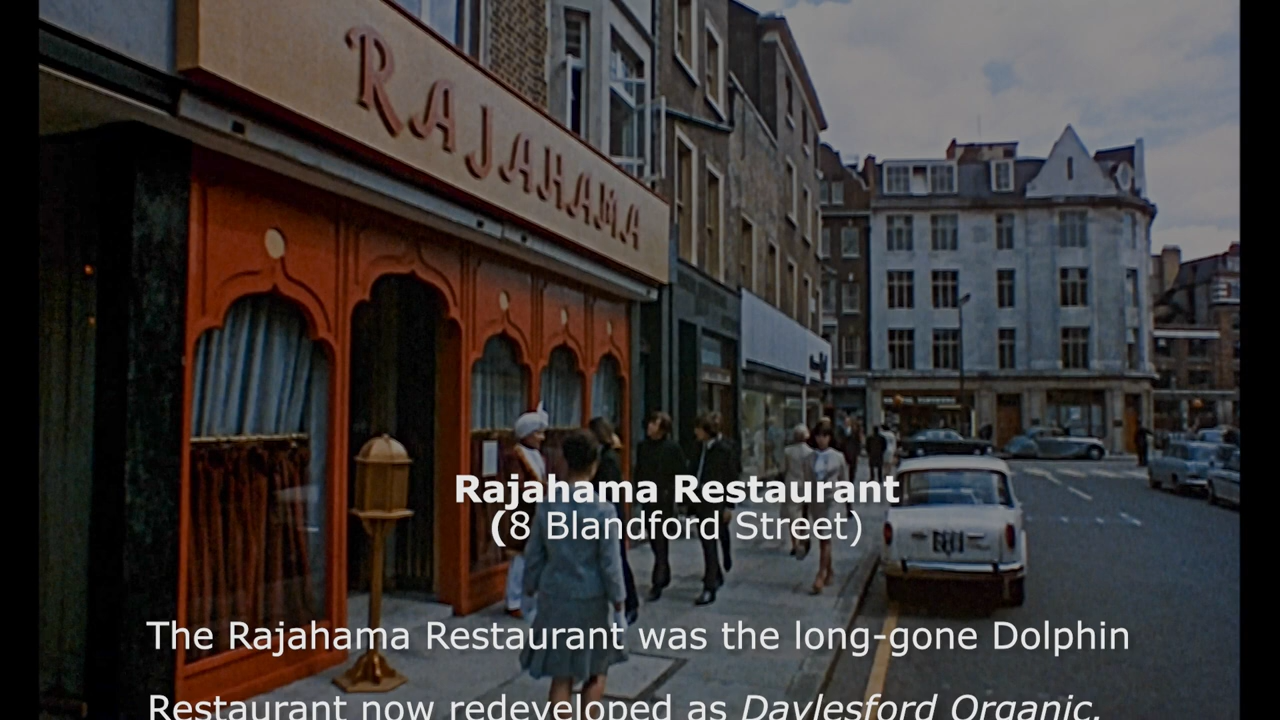 RAJAHAMA
Rajahama Restaurant
(8 Blandford Street)
The Rajahama Restaurant was the long-gone Dolphin
Restaurant now redeveloped as Daylesford Organic.